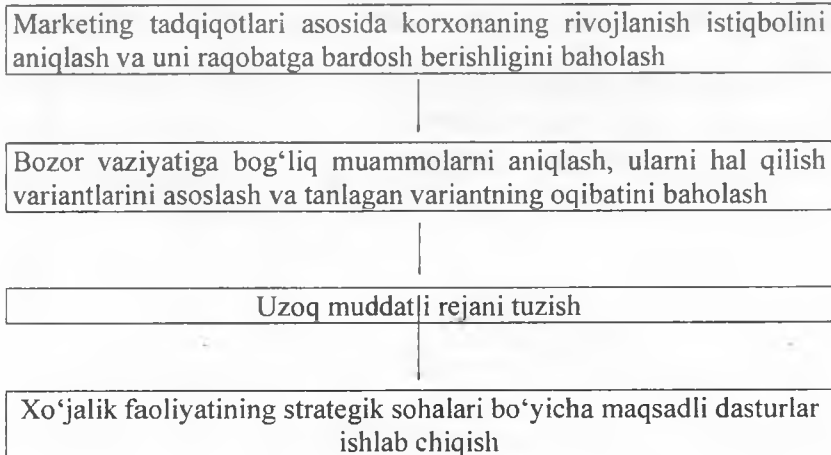 Marketing tadqiqotlari asosida korxonaning rivojlanish istiqbolini
aniqlash va uni raqobatga bardosh berishligini baholash
Bozor vaziyatiga bog‘liq muammolarni aniqlash, ularni hal qilish
variantlarini asoslash va tanlagan variantning oqibatini baholash
Uzoq muddatli rejani tuzish
Xo‘jalik faoliyatining strategik sohalari bo‘yicha maqsadli dasturlar
ishlab chiqish